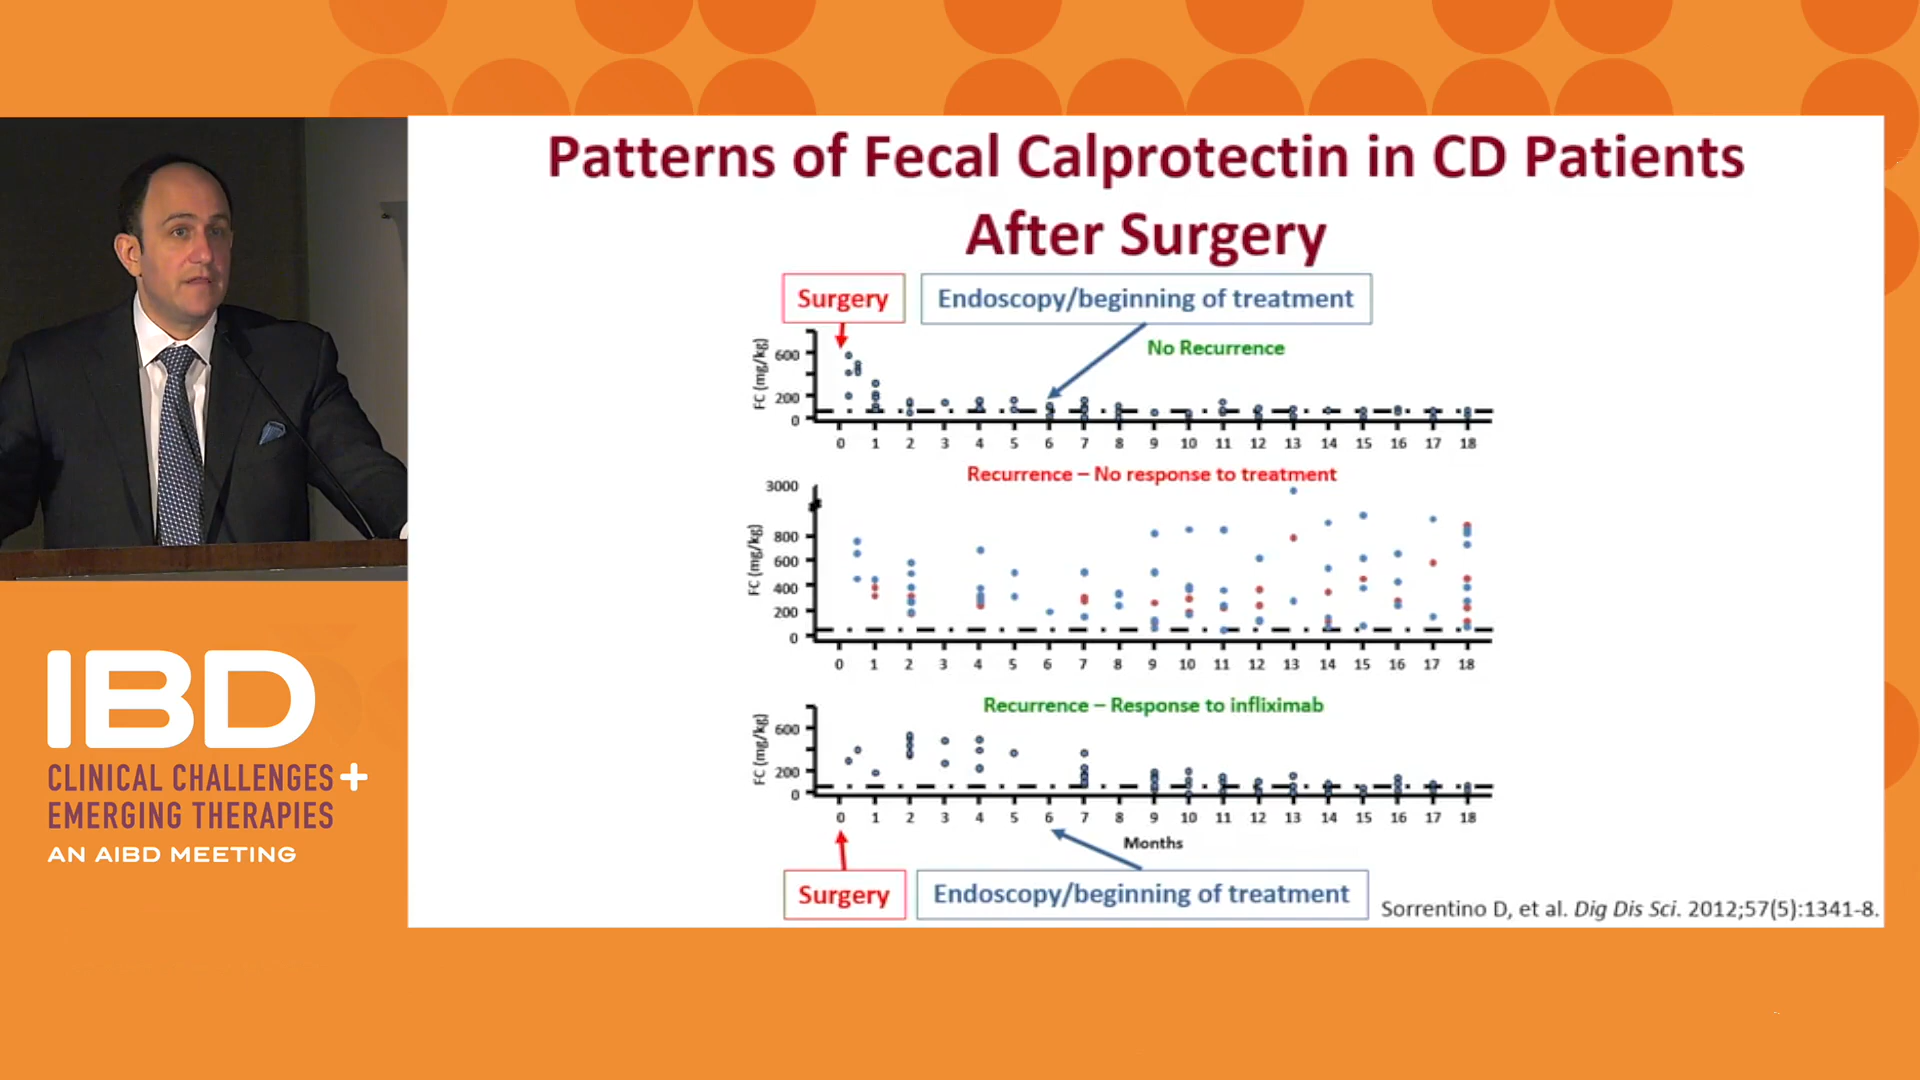 Patterns of Fecal Calprotectin in CD Patients
After Surgery
Surgery
Endoscopy/beginning of treatment
No Recurrence
FC (mg/kg)
600
200
0
0 1 2 3 4 5 6 7 8 9 10 11 12 13 14 15 16 17 18
Recurrence – No response to treatment
FC (mg/kg)
3000
800
600
400
200
0
0 1 2 3 4 5 6 7 8 9 10 11 12 13 14 15 16 17 18
Recurrence – Response to infliximab
FC (mg/kg)
600
200
0
0 1 2 3 4 5 6 7 8 9 10 11 12 13 14 15 16 17 18
Months
Surgery
Endoscopy/beginning of treatment
Sorrentino D, et al. Dig Dis Sci. 2012;57(5):1341-8.
IBD
CLINICAL CHALLENGES +
EMERGING THERAPIES
AN AIBD MEETING